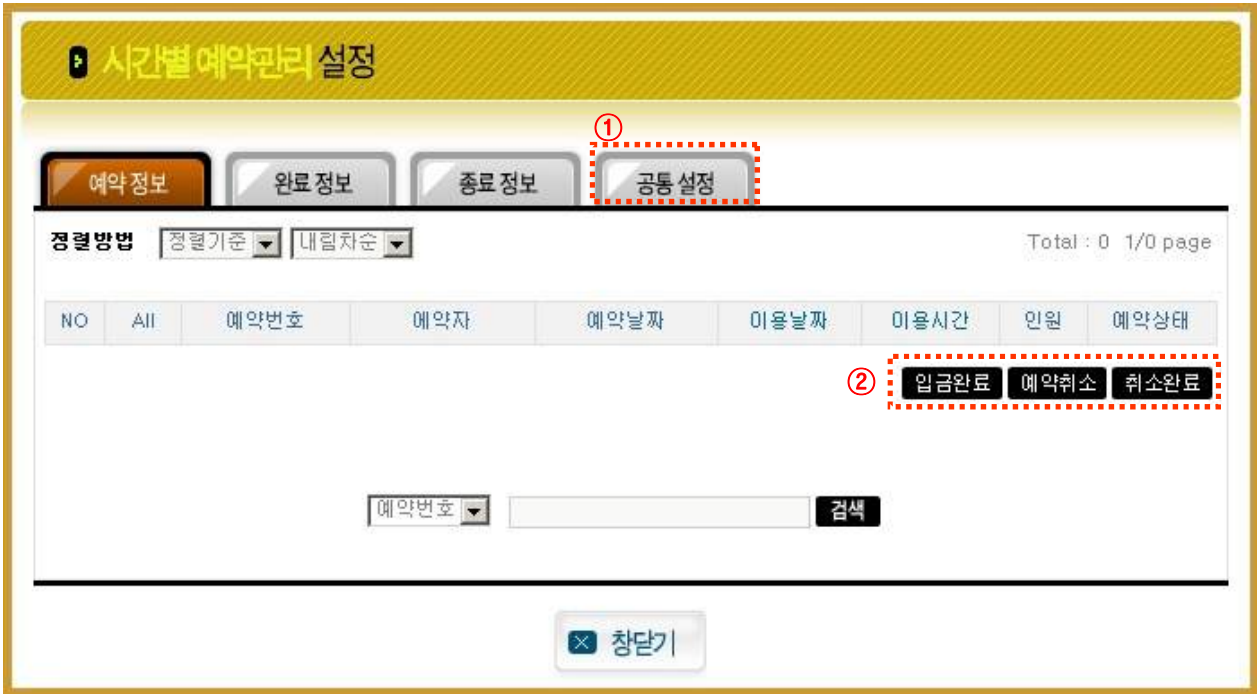 시간별 예약관리 설정
①
예약 정보 완료 정보 종료 정보 공통 설정
정렬방법 정렬기준 내림차순 Total : 0 1/0 page
NO All 예약번호 예약자 예약날짜 이용날짜 이용시간 인원 예약상태
② 입금완료 예약취소 취소완료
예약번호 검색
창닫기